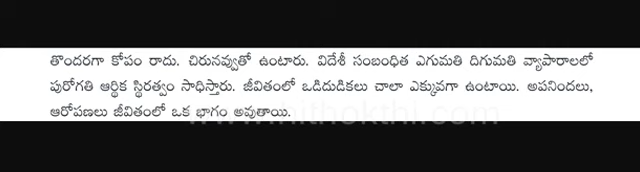 తొందరగా కోపం రాదు. చిరునవ్వుతో ఉంటారు. విదేశీ సంబంధిత ఎగుమతి దిగుమతి వ్యాపారాలలో
పురోగతి ఆర్థిక స్థిరత్వం సాధిస్తారు. జీవితంలో ఒడిదుడికలు చాలా ఎక్కువగా ఉంటాయి. అపనిందలు,
ఆరోపణలు జీవితంలో ఒక భాగం అవుతాయి.